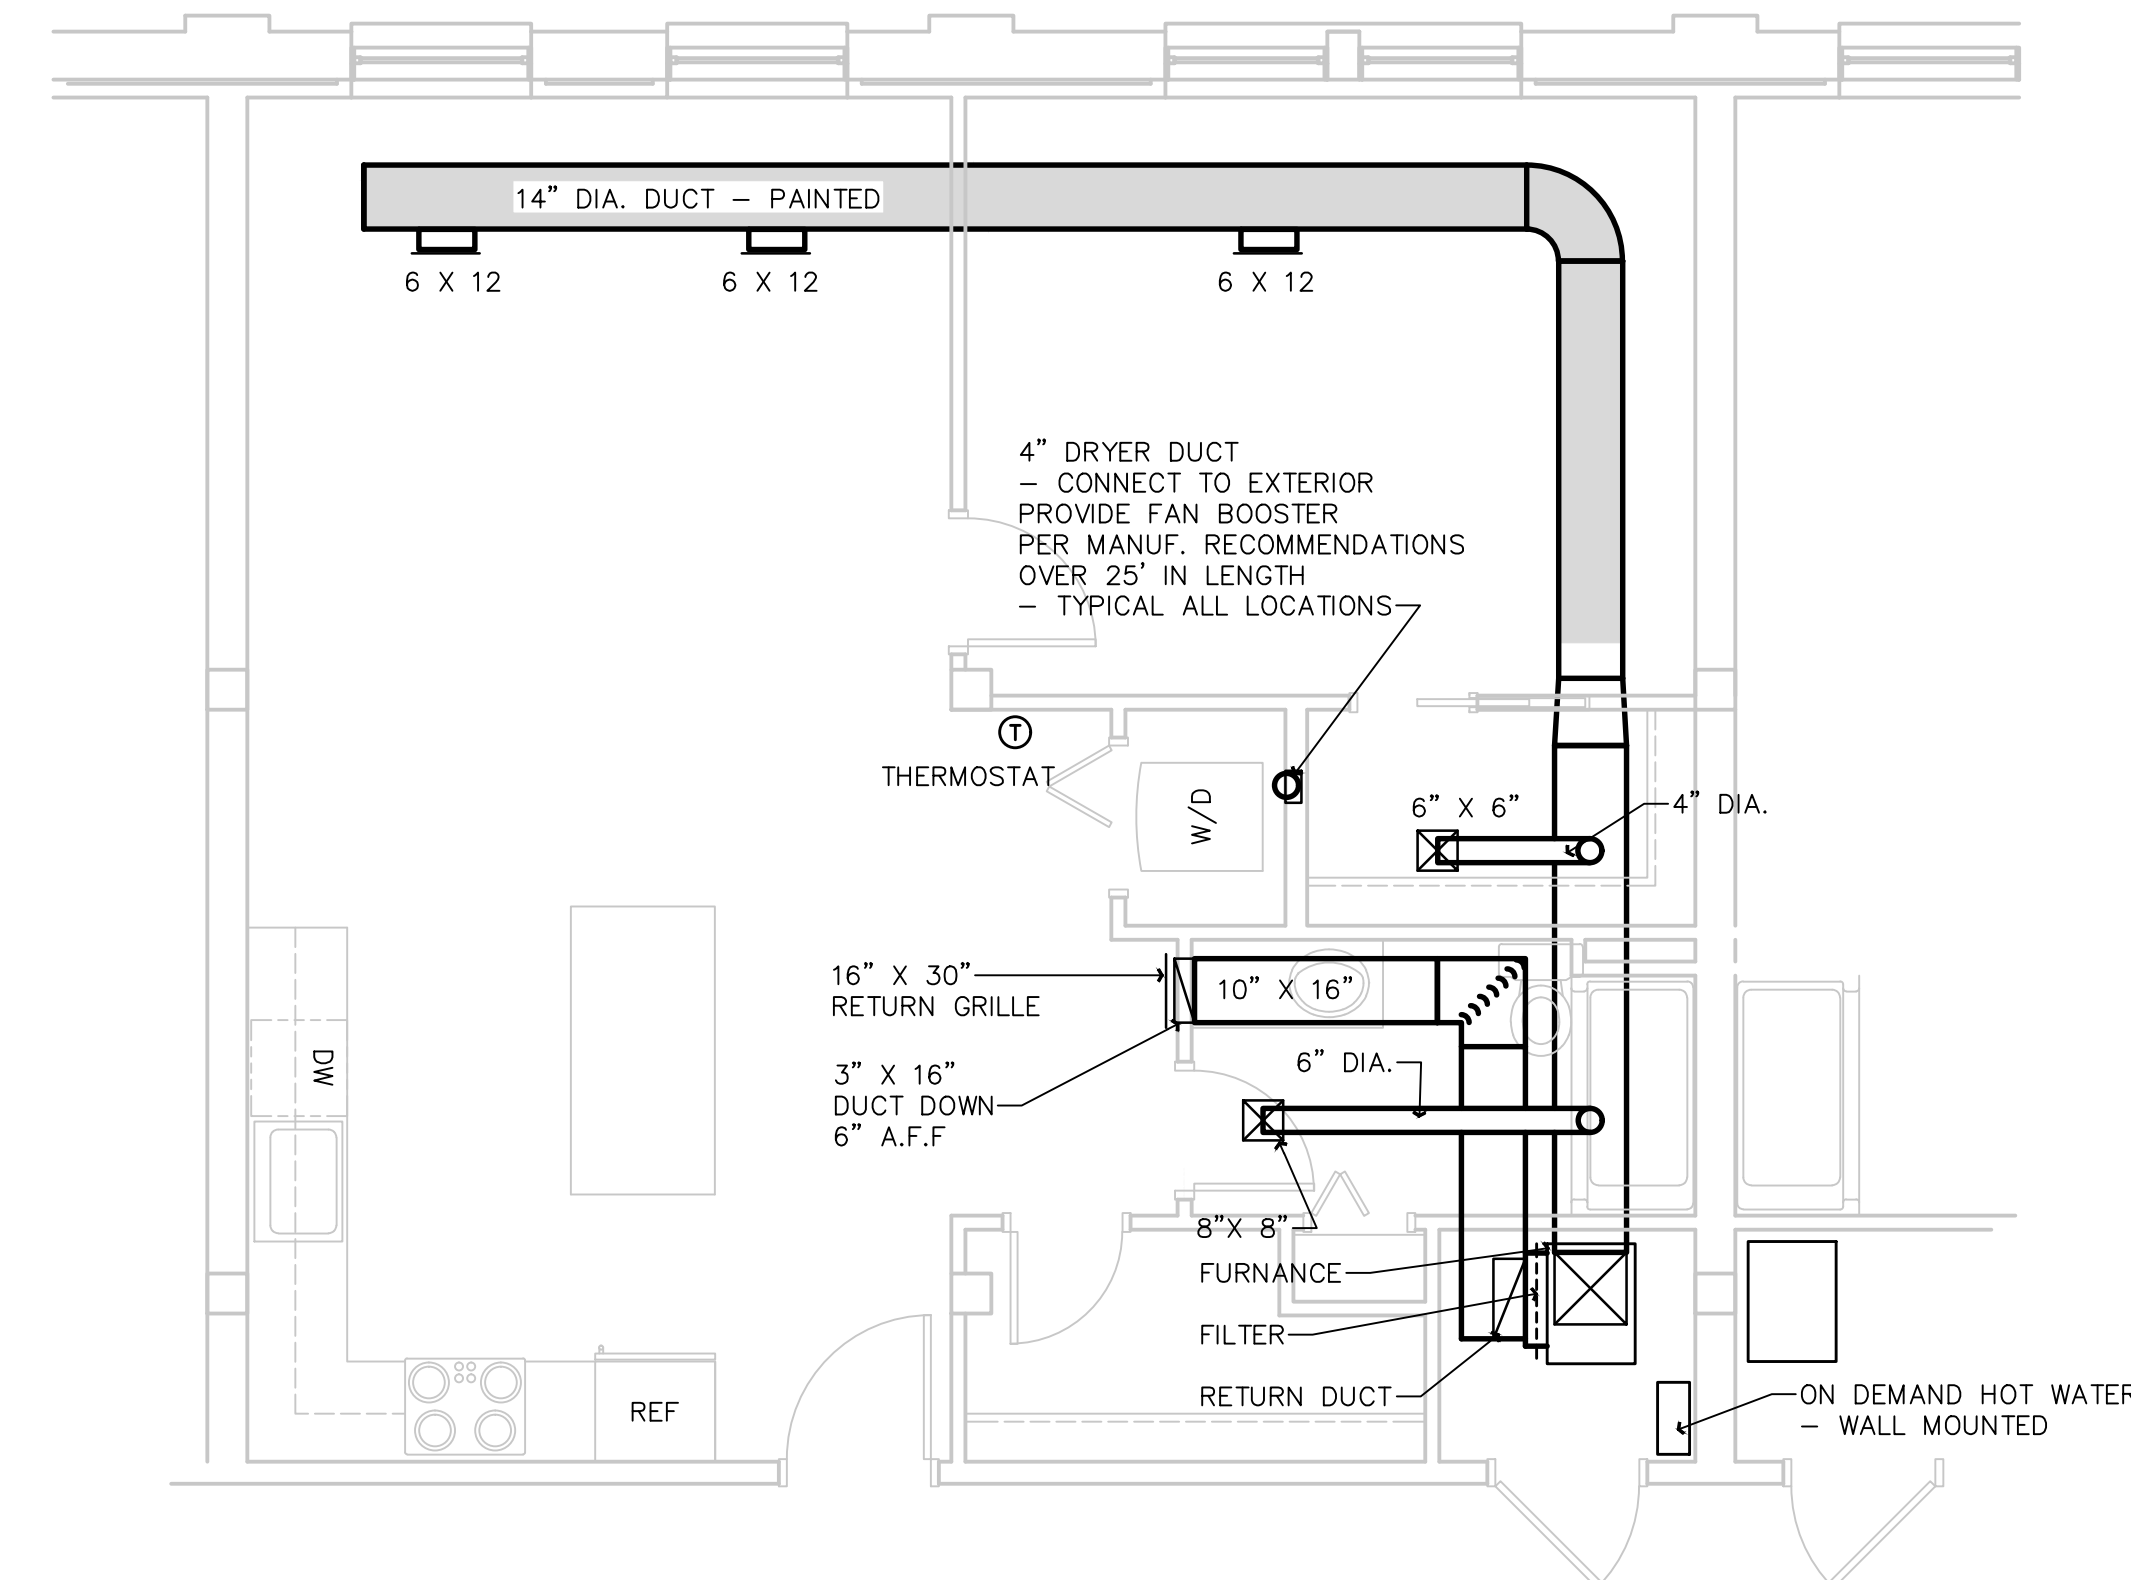 14” DIA. DUCT – PAINTED
6 X 12
6 X 12
6 X 12
4” DRYER DUCT
– CONNECT TO EXTERIOR
PROVIDE FAN BOOSTER
PER MANUF. RECOMMENDATIONS
OVER 25’ IN LENGTH
– TYPICAL ALL LOCATIONS
T
THERMOSTAT
W/D
6” X 6”
4” DIA.
16” X 30”
RETURN GRILLE
10” X 16”
3” X 16”
DUCT DOWN
6” A.F.F
6” DIA.
DW
8”X 8”
FURNANCE
FILTER
RETURN DUCT
REF
ON DEMAND HOT WATER
– WALL MOUNTED